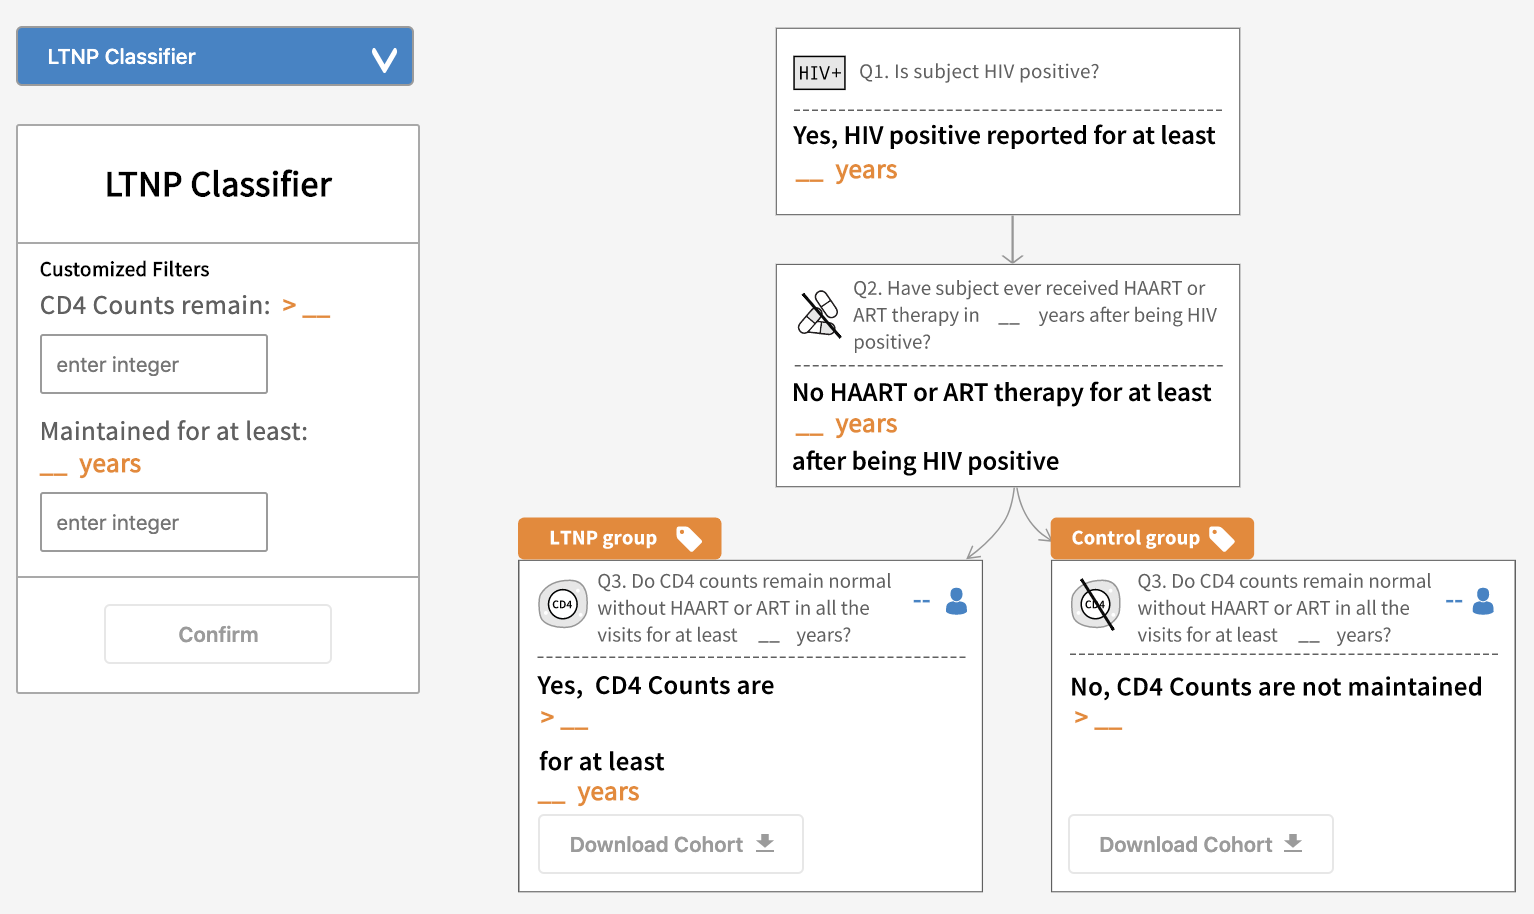 LTNP Classifier
LTNP Classifier
Customized Filters
CD4 Counts remain: > __
enter integer
Maintained for at least:
__ years
enter integer
Confirm
HIV+ Q1. Is subject HIV positive?
Yes, HIV positive reported for at least
__ years
Q2. Have subject ever received HAART or
ART therapy in __ years after being HIV
positive?
No HAART or ART therapy for at least
__ years
after being HIV positive
LTNP group
CD4
Q3. Do CD4 counts remain normal
without HAART or ART in all the
visits for at least __ years?
--
Yes, CD4 Counts are
> __
for at least
__ years
Download Cohort
Control group
CD4
Q3. Do CD4 counts remain normal
without HAART or ART in all the
visits for at least __ years?
--
No, CD4 Counts are not maintained
> __
Download Cohort